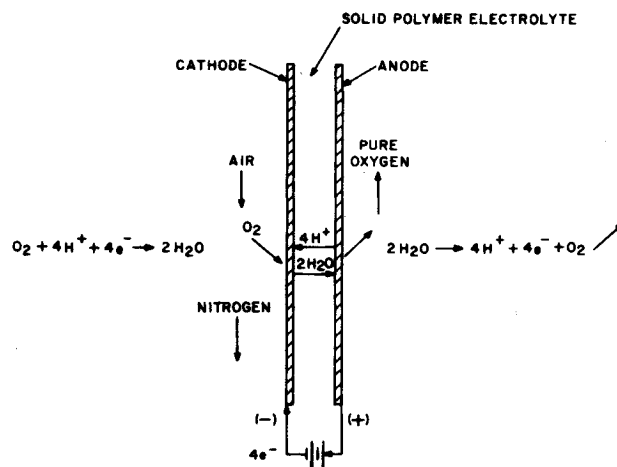 SOLID POLYMER ELECTROLYTE
CATHODE
ANODE
AIR
PURE
OXYGEN
O₂
4H⁺
2H₂O
O₂ + 4H⁺ + 4e⁻ → 2H₂O
2H₂O → 4H⁺ + 4e⁻ + O₂
NITROGEN
(-)
(+)
4e⁻